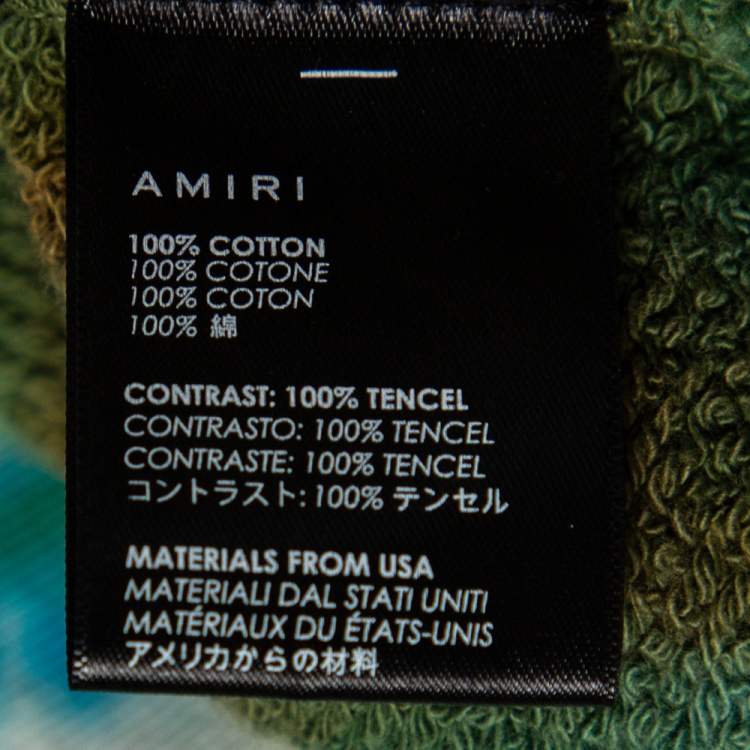 AMIRI
100% COTTON
100% COTONE
100% COTON
100% 綿
CONTRAST: 100% TENCEL
CONTRASTO: 100% TENCEL
CONTRASTE: 100% TENCEL
コントラスト: 100% テンセル
MATERIALS FROM USA
MATERIALI DAL STATI UNITI
MATÉRIAUX DU ÉTATS-UNIS
アメリカからの材料